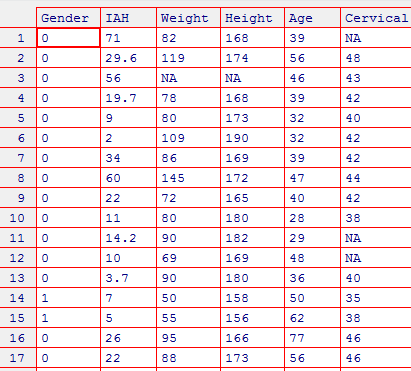 Gender IAH Weight Height Age Cervical
1 0 71 82 168 39 NA
2 0 29.6 119 174 56 48
3 0 56 NA NA 46 43
4 0 19.7 78 168 39 42
5 0 9 80 173 32 40
6 0 2 109 190 32 42
7 0 34 86 169 39 42
8 0 60 145 172 47 44
9 0 22 72 165 40 42
10 0 11 80 180 28 38
11 0 14.2 90 182 29 NA
12 0 10 69 169 48 NA
13 0 3.7 90 180 36 40
14 1 7 50 158 50 35
15 1 5 55 156 62 38
16 0 26 95 166 77 46
17 0 22 88 173 56 46